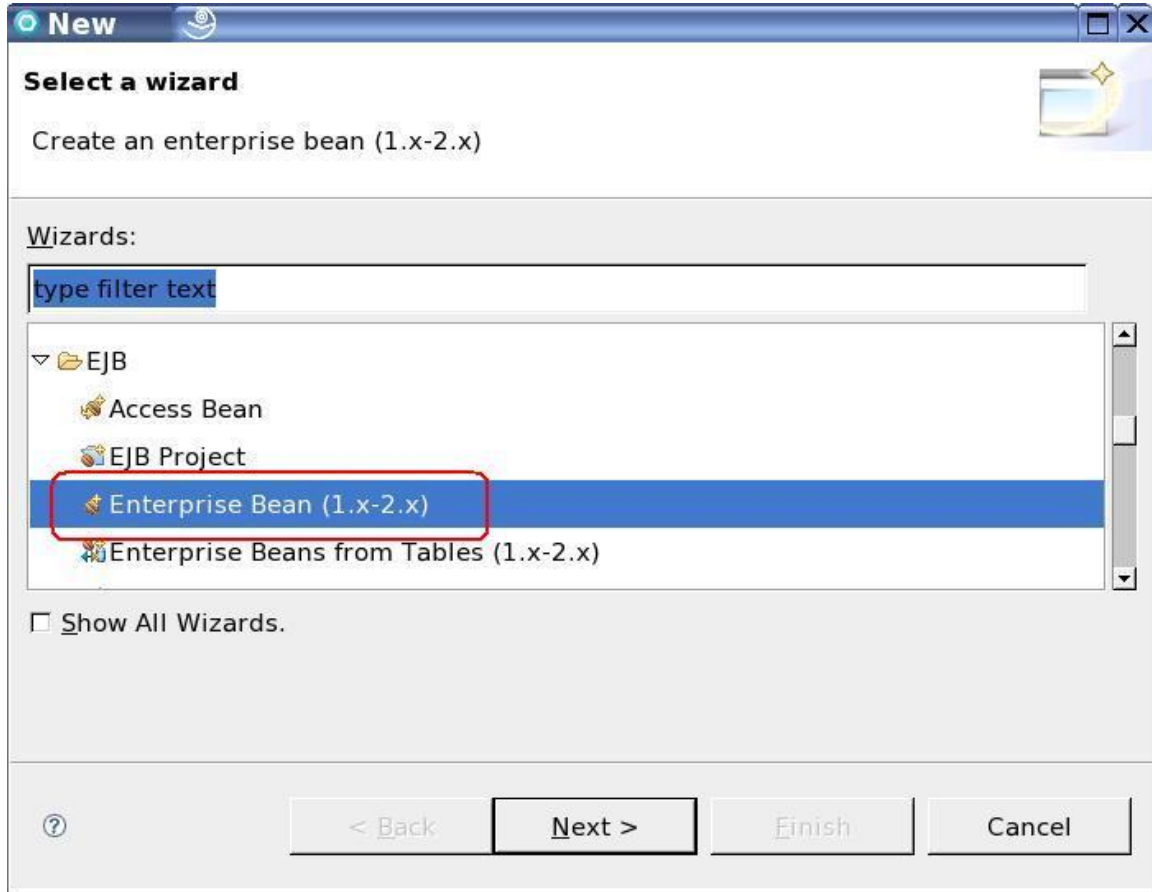 New
Select a wizard
Create an enterprise bean (1.x-2.x)
Wizards:
type filter text
EJB
Access Bean
EJB Project
Enterprise Bean (1.x-2.x)
Enterprise Beans from Tables (1.x-2.x)
Show All Wizards.
< Back Next > Finish Cancel